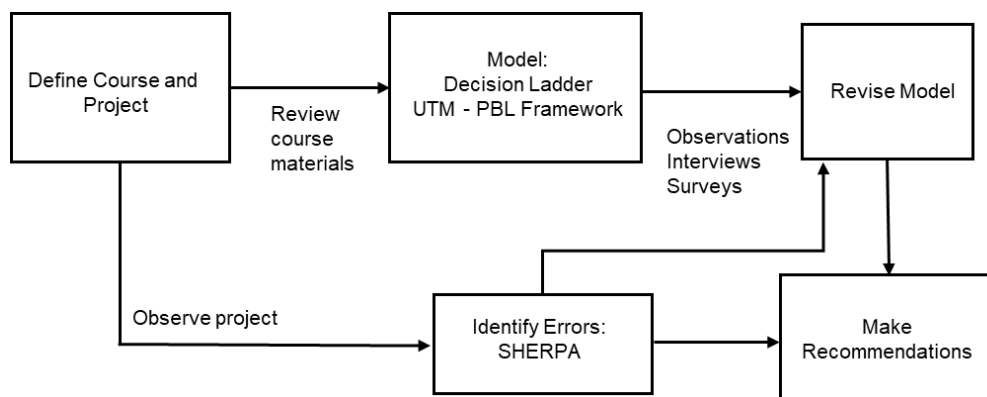 Define Course and
Project
Review
course
materials
Model:
Decision Ladder
UTM - PBL Framework
Observations
Interviews
Surveys
Revise Model
Observe project
Identify Errors:
SHERPA
Make
Recommendations